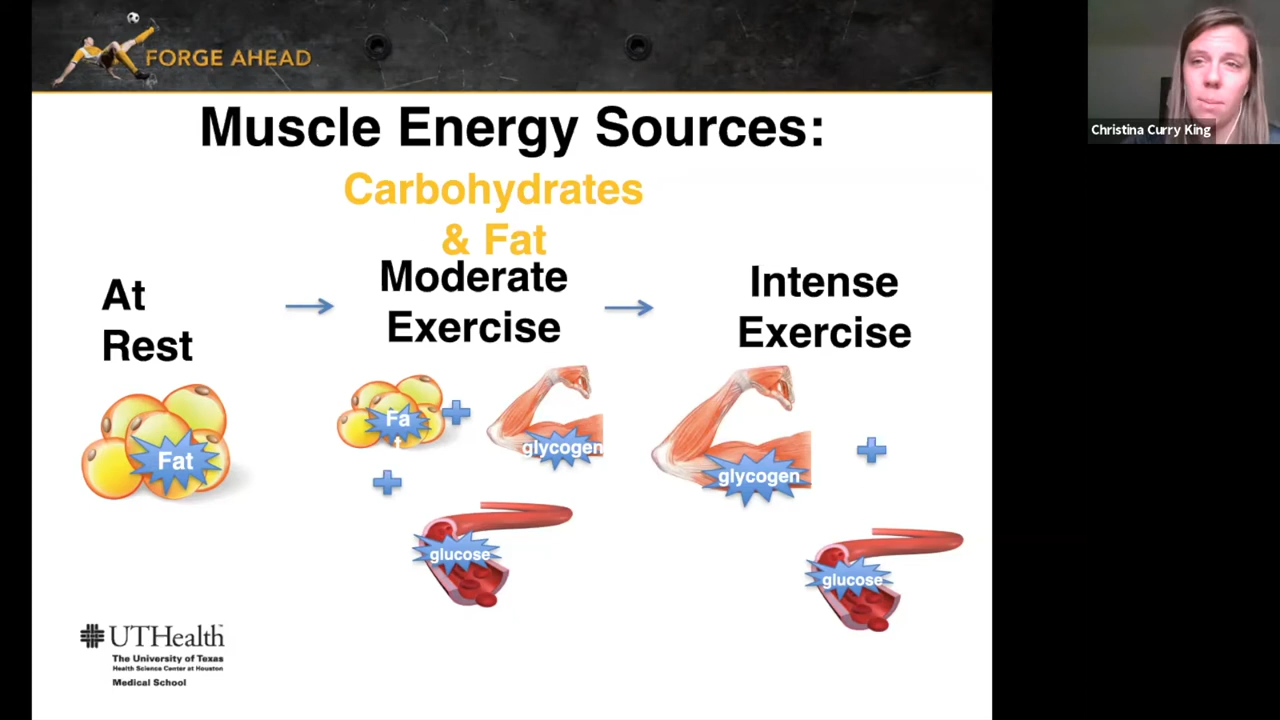 FORGE AHEAD
Christina Curry King
Muscle Energy Sources:
Carbohydrates
& Fat
At
Rest
Moderate
Exercise
Intense
Exercise
Fat
Fa
t
glycogen
glucose
glycogen
glucose
UTHealth™
The University of Texas
Health Science Center at Houston
Medical School